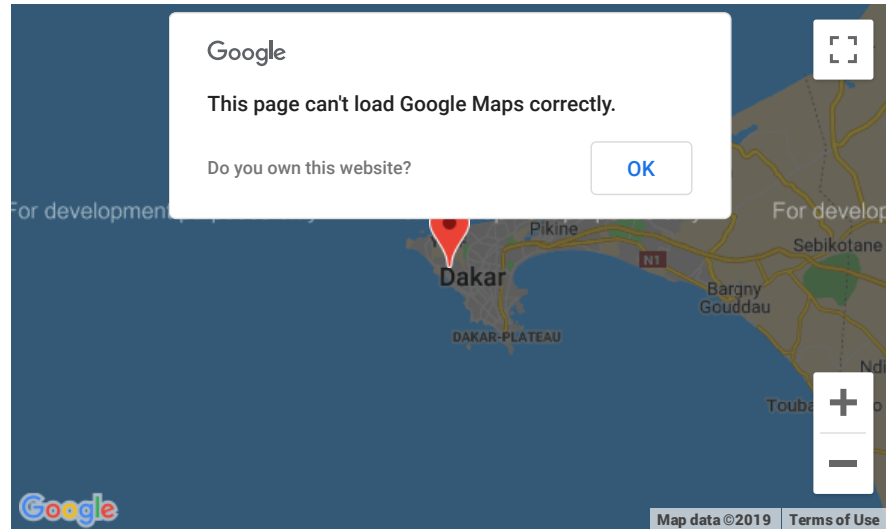 Google
This page can't load Google Maps correctly.
Do you own this website?
OK
For development
For develop
Pikine
Sebikotane
N1
Dakar
Bargny
Gouddau
DAKAR-PLATEAU
Ndi
Touba
Google
Map data ©2019
Terms of Use